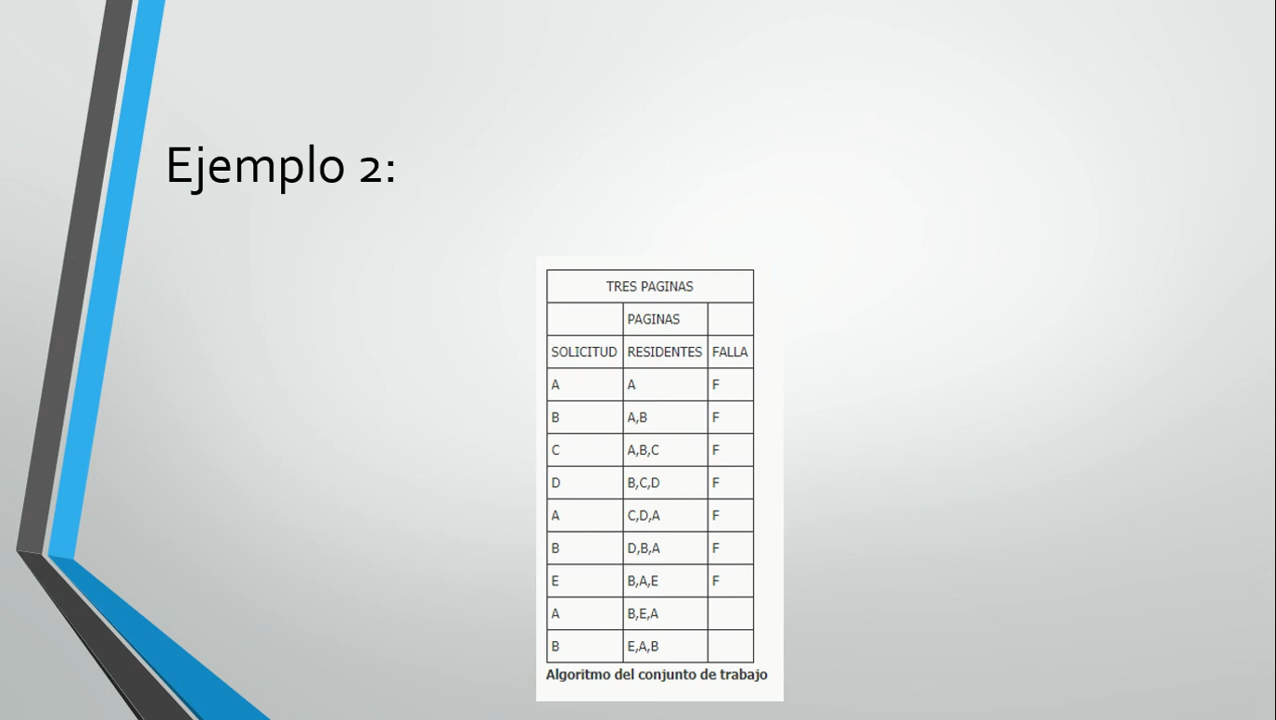 Ejemplo 2:
TRES PAGINAS
PAGINAS
SOLICITUD RESIDENTES FALLA
A A F
B A,B F
C A,B,C F
D B,C,D F
A C,D,A F
B D,B,A F
E B,A,E F
A B,E,A
B E,A,B
Algoritmo del conjunto de trabajo